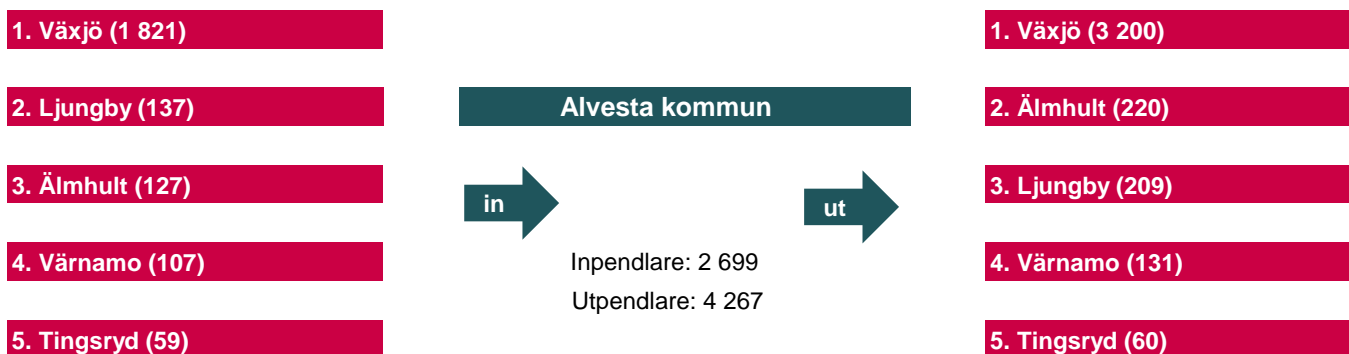 1. Växjö (1 821)
2. Ljungby (137)
3. Älmhult (127)
4. Värnamo (107)
5. Tingsryd (59)
Alvesta kommun
in
ut
Inpendlare: 2 699
Utpendlare: 4 267
1. Växjö (3 200)
2. Älmhult (220)
3. Ljungby (209)
4. Värnamo (131)
5. Tingsryd (60)